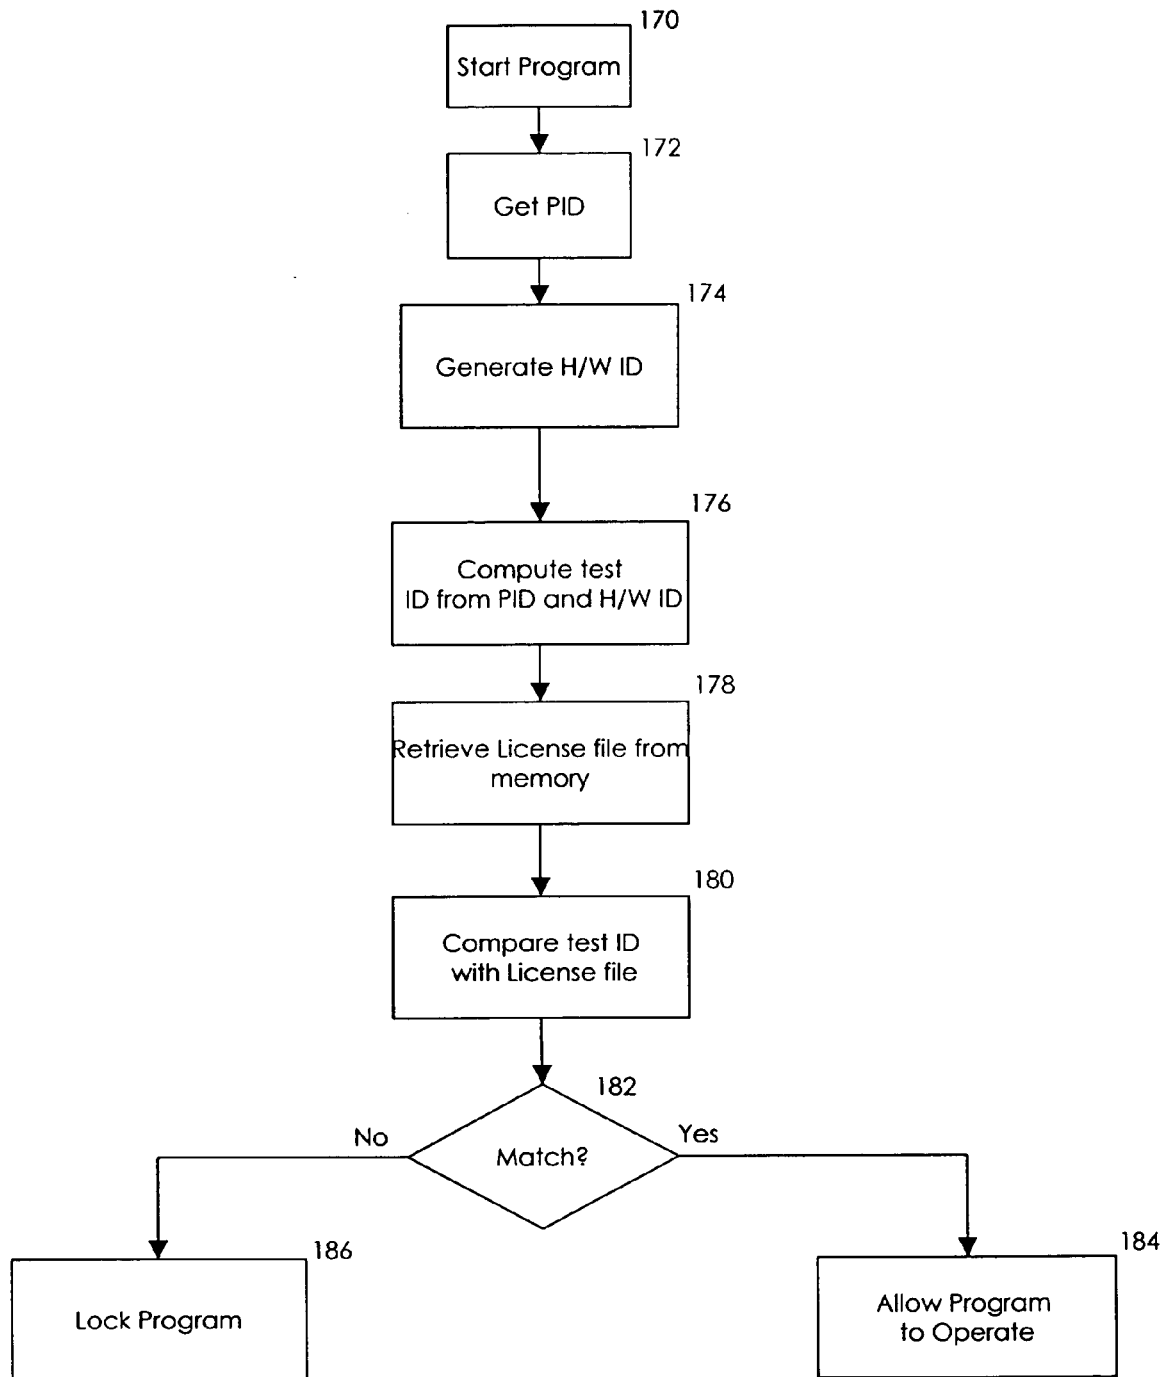 170
Start Program
172
Get PID
174
Generate H/W ID
176
Compute test
ID from PID and H/W ID
178
Retrieve License file from
memory
180
Compare test ID
with License file
182
No
Yes
Match?
186
Lock Program
184
Allow Program
to Operate